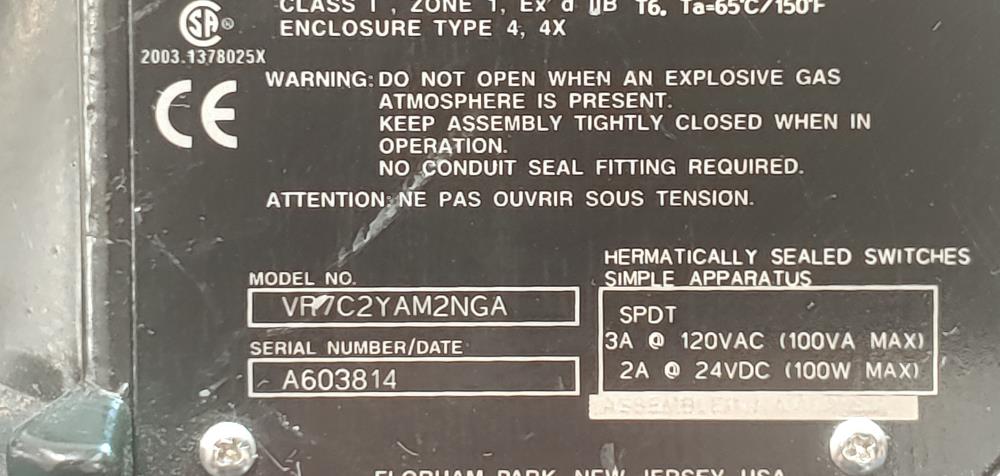 CLASS I , ZONE 1, Ex d IIB T6. Ta=65°C/150°F
ENCLOSURE TYPE 4, 4X
SA ®
2003.1378025X
CE
WARNING: DO NOT OPEN WHEN AN EXPLOSIVE GAS
ATMOSPHERE IS PRESENT.
KEEP ASSEMBLY TIGHTLY CLOSED WHEN IN
OPERATION.
NO CONDUIT SEAL FITTING REQUIRED.
ATTENTION: NE PAS OUVRIR SOUS TENSION.
MODEL NO.
VR7C2YAM2NGA
SERIAL NUMBER/DATE
A603814
HERMATICALLY SEALED SWITCHES
SIMPLE APPARATUS
SPDT
3A @ 120VAC (100VA MAX)
2A @ 24VDC (100W MAX)
FLORHAM PARK, NEW JERSEY USA